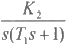 K₂
s(T₁s + 1)